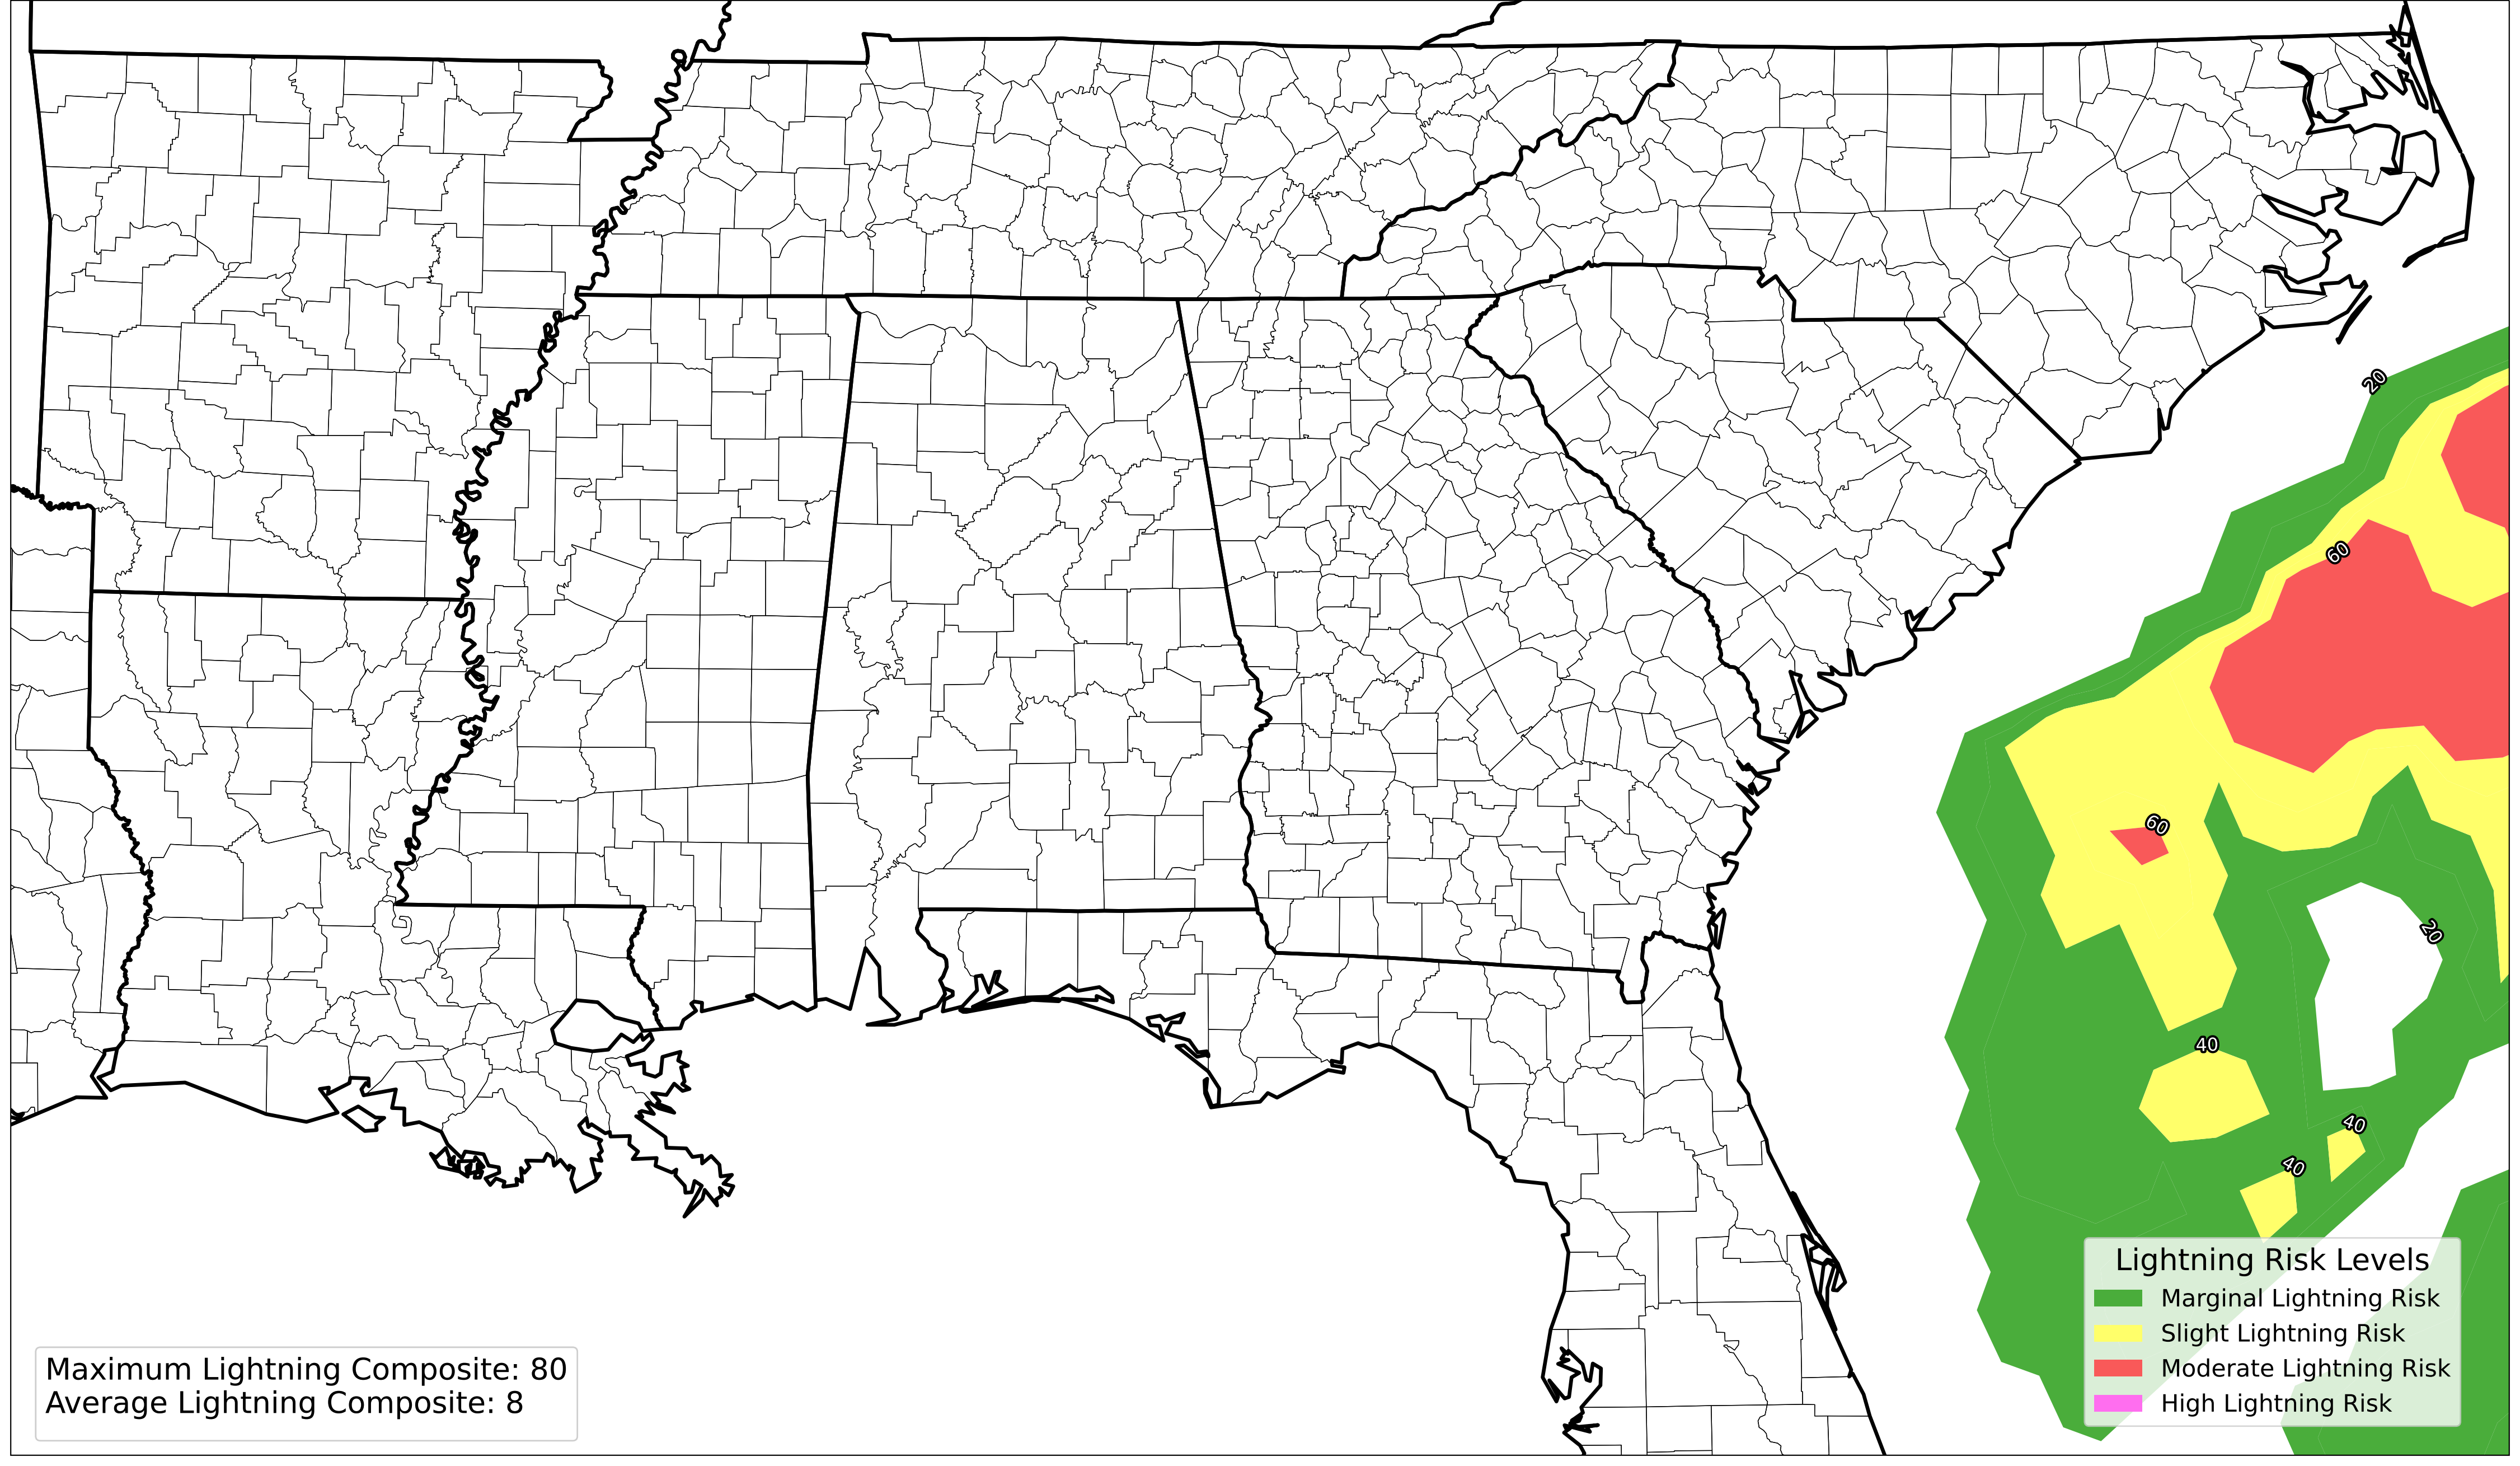 20
60
60
20
40
40
40
Lightning Risk Levels
Marginal Lightning Risk
Slight Lightning Risk
Moderate Lightning Risk
High Lightning Risk
Maximum Lightning Composite: 80
Average Lightning Composite: 8